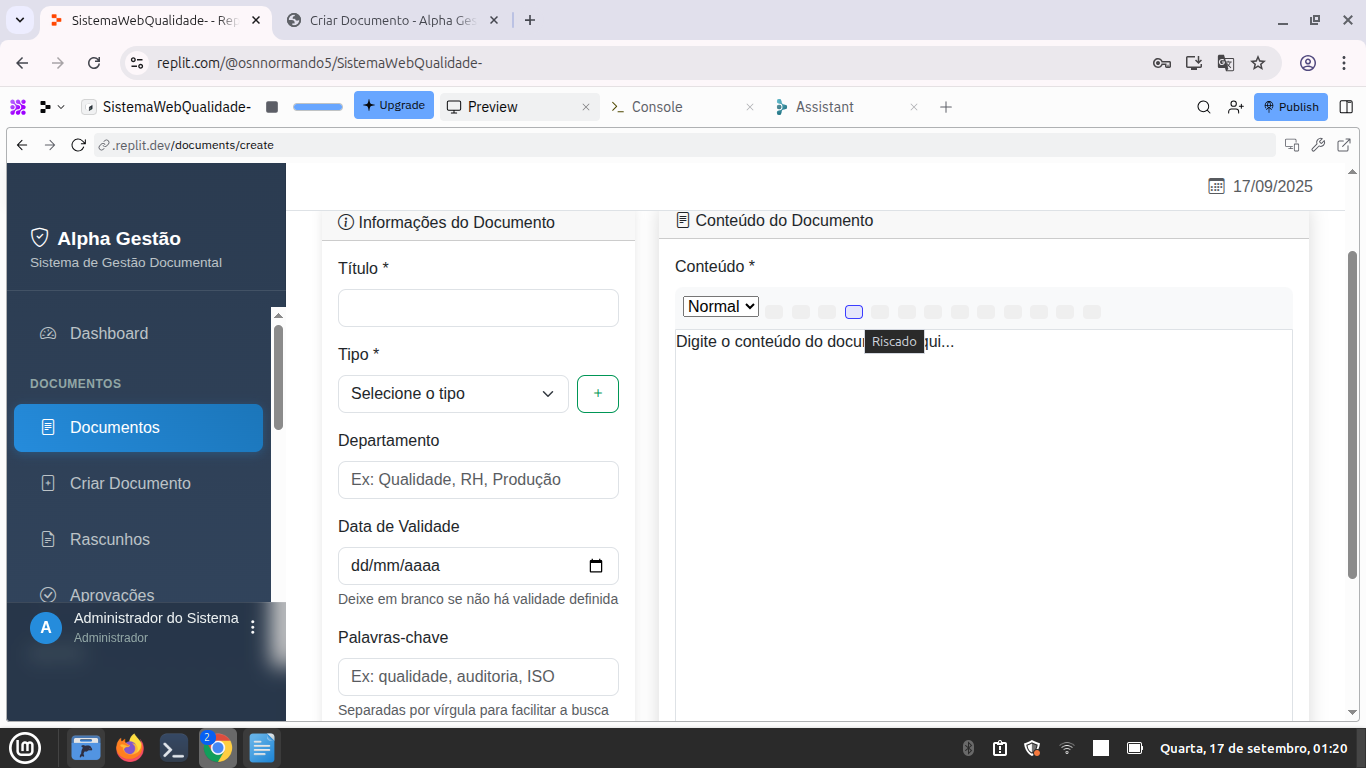 SistemaWebQualidade- - Rep
Criar Documento - Alpha Ges
replit.com/@osnnormando5/SistemaWebQualidade-
SistemaWebQualidade-
Upgrade
Preview
Console
Assistant
Publish
.replit.dev/documents/create
17/09/2025
Alpha Gestão
Sistema de Gestão Documental
Dashboard
DOCUMENTOS
Documentos
Criar Documento
Rascunhos
Aprovações
A
Administrador do Sistema
Administrador
Informações do Documento
Título *
Tipo *
Selecione o tipo
+
Departamento
Ex: Qualidade, RH, Produção
Data de Validade
dd/mm/aaaa
Deixe em branco se não há validade definida
Palavras-chave
Ex: qualidade, auditoria, ISO
Separadas por vírgula para facilitar a busca
Conteúdo do Documento
Conteúdo *
Normal
Digite o conteúdo do docu
qui...
Riscado
2
Quarta, 17 de setembro, 01:20